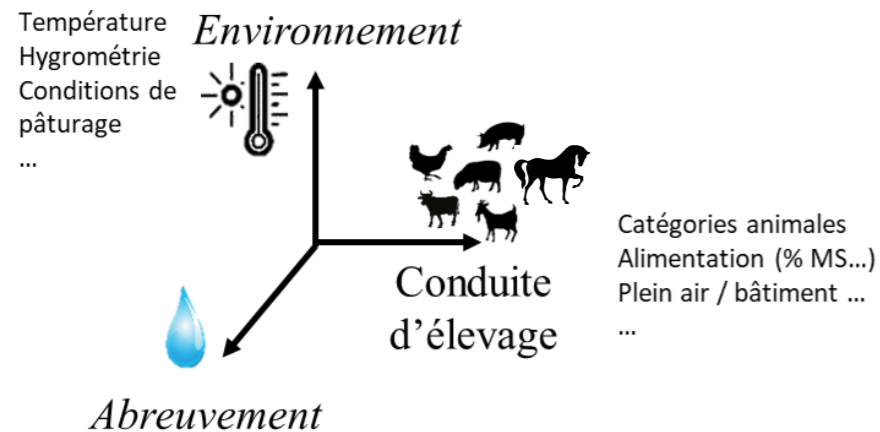 Température
Hygrométrie
Conditions de
pâturage
...
Environnement
Catégories animales
Alimentation (% MS...)
Plein air / bâtiment ...
...
Conduite
d'élevage
Abreuvement